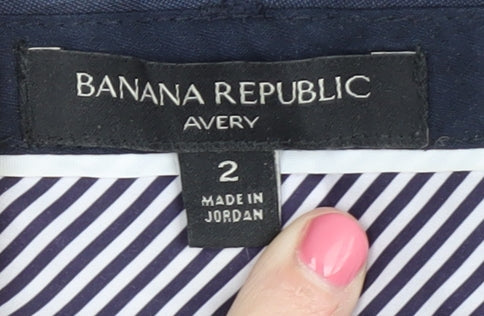 BANANA REPUBLIC
AVERY
2
MADE IN
JORDAN